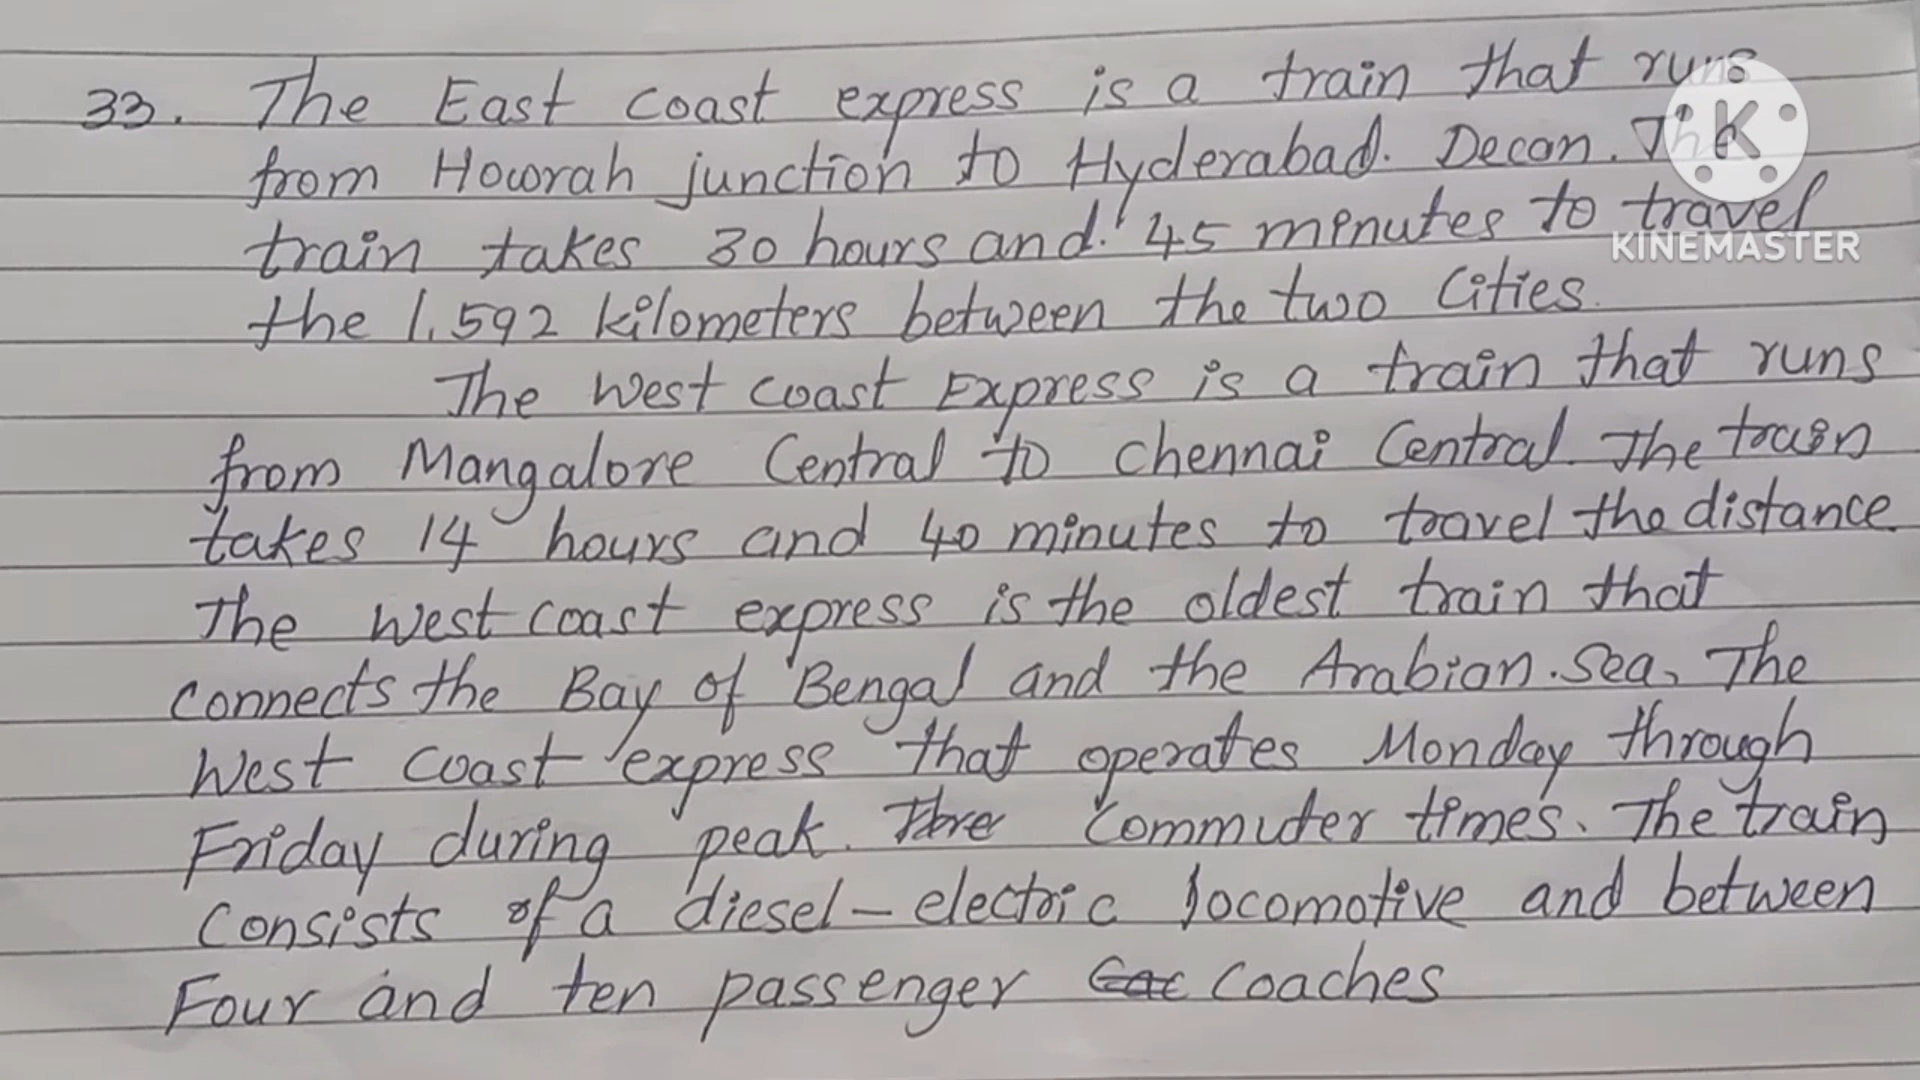 33. The East coast express is a train that runs
from Howrah junction to Hyderabad. Decan. The
train takes 30 hours and. 45 minutes to travel
KINEMASTER
the 1,592 kilometers between the two Cities.
The West coast Express is a train that runs
from Mangalore Central to Chennai Central. The train
takes 14 hours and 40 minutes to travel the distance.
The West coast express is the oldest train that
connects the Bay of Bengal and the Arabian. Sea. The
West coast express that operates Monday through
Friday during peak. commuter times. The train
consists of a diesel-electric locomotive and between
Four and ten passenger coaches